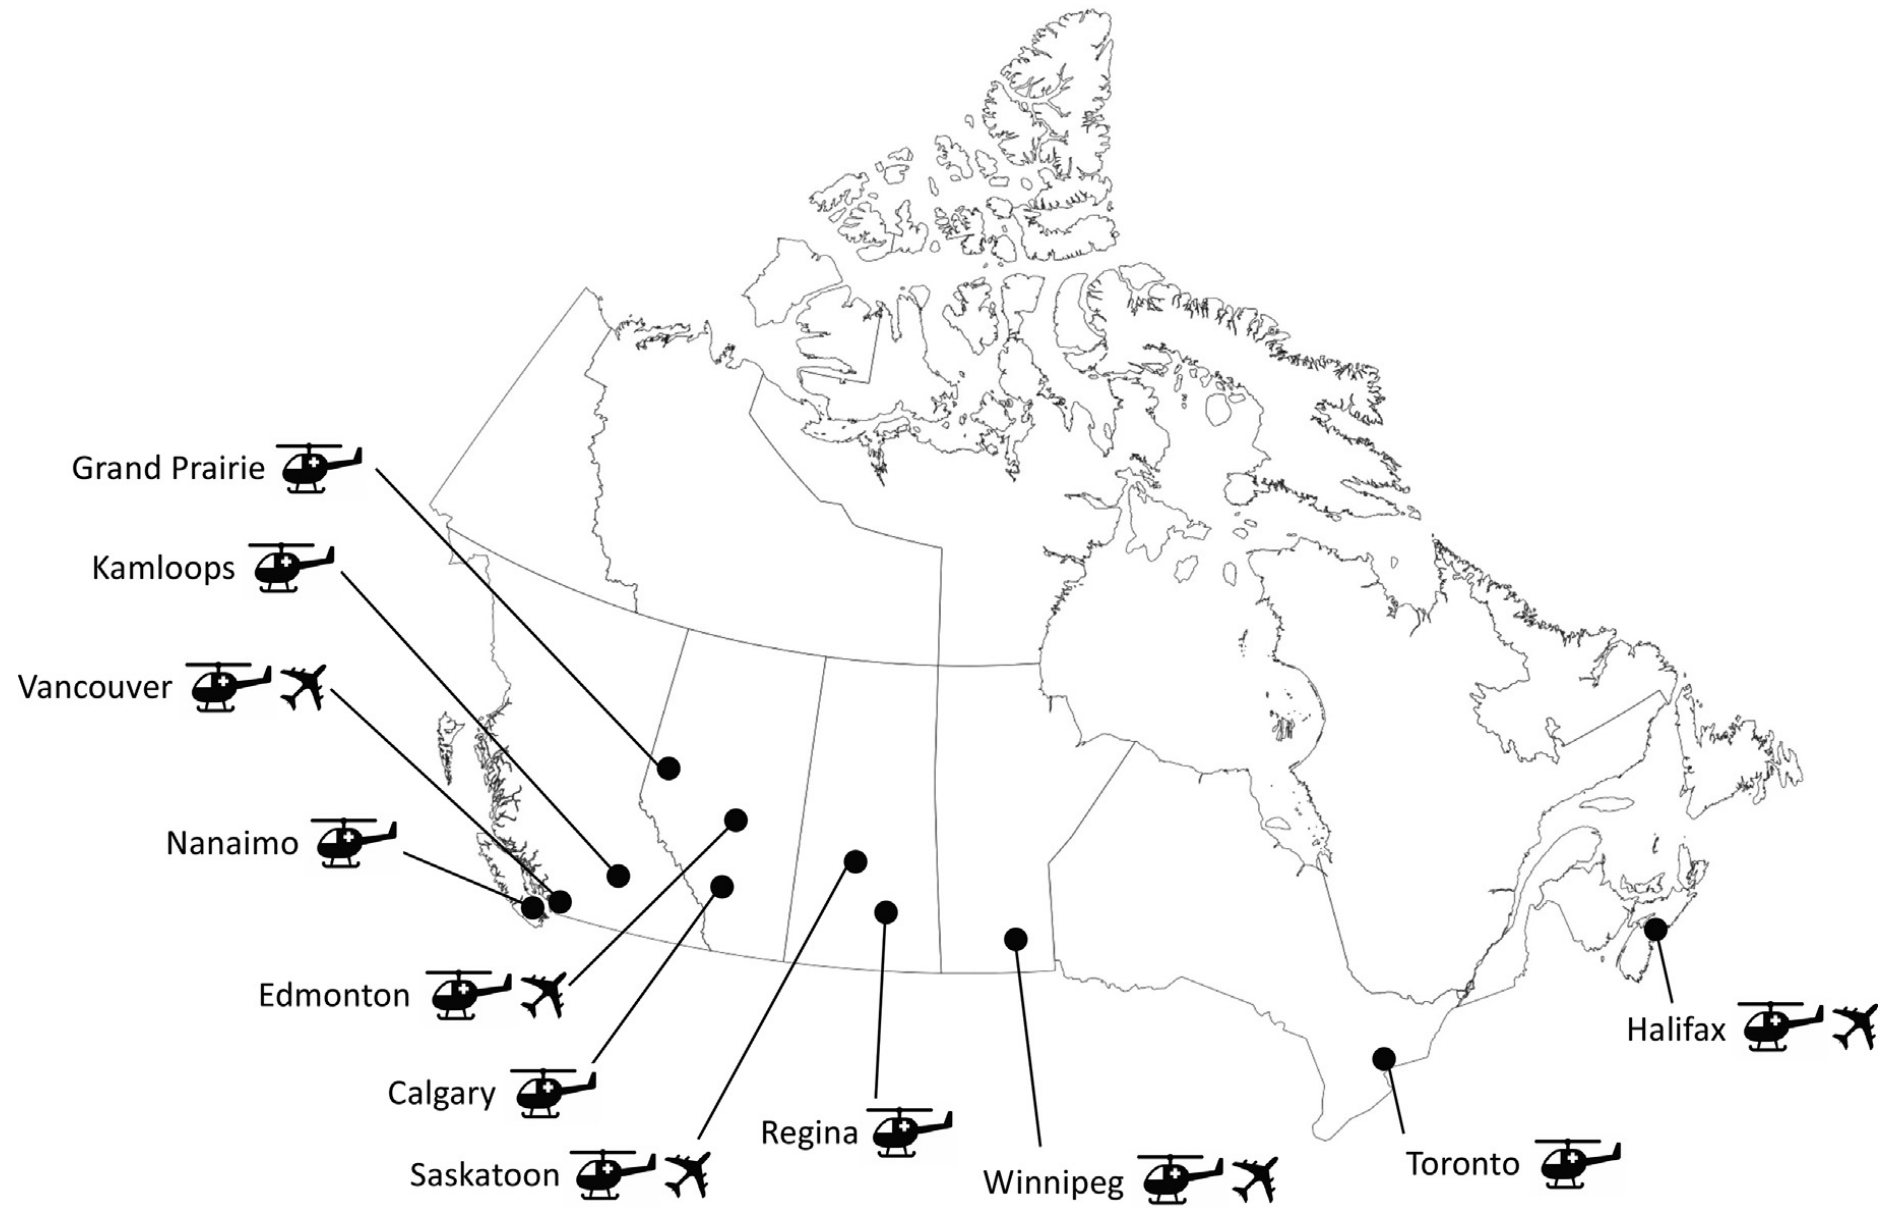 Grand Prairie
Kamloops
Vancouver
Nanaimo
Edmonton
Calgary
Saskatoon
Regina
Winnipeg
Toronto
Halifax